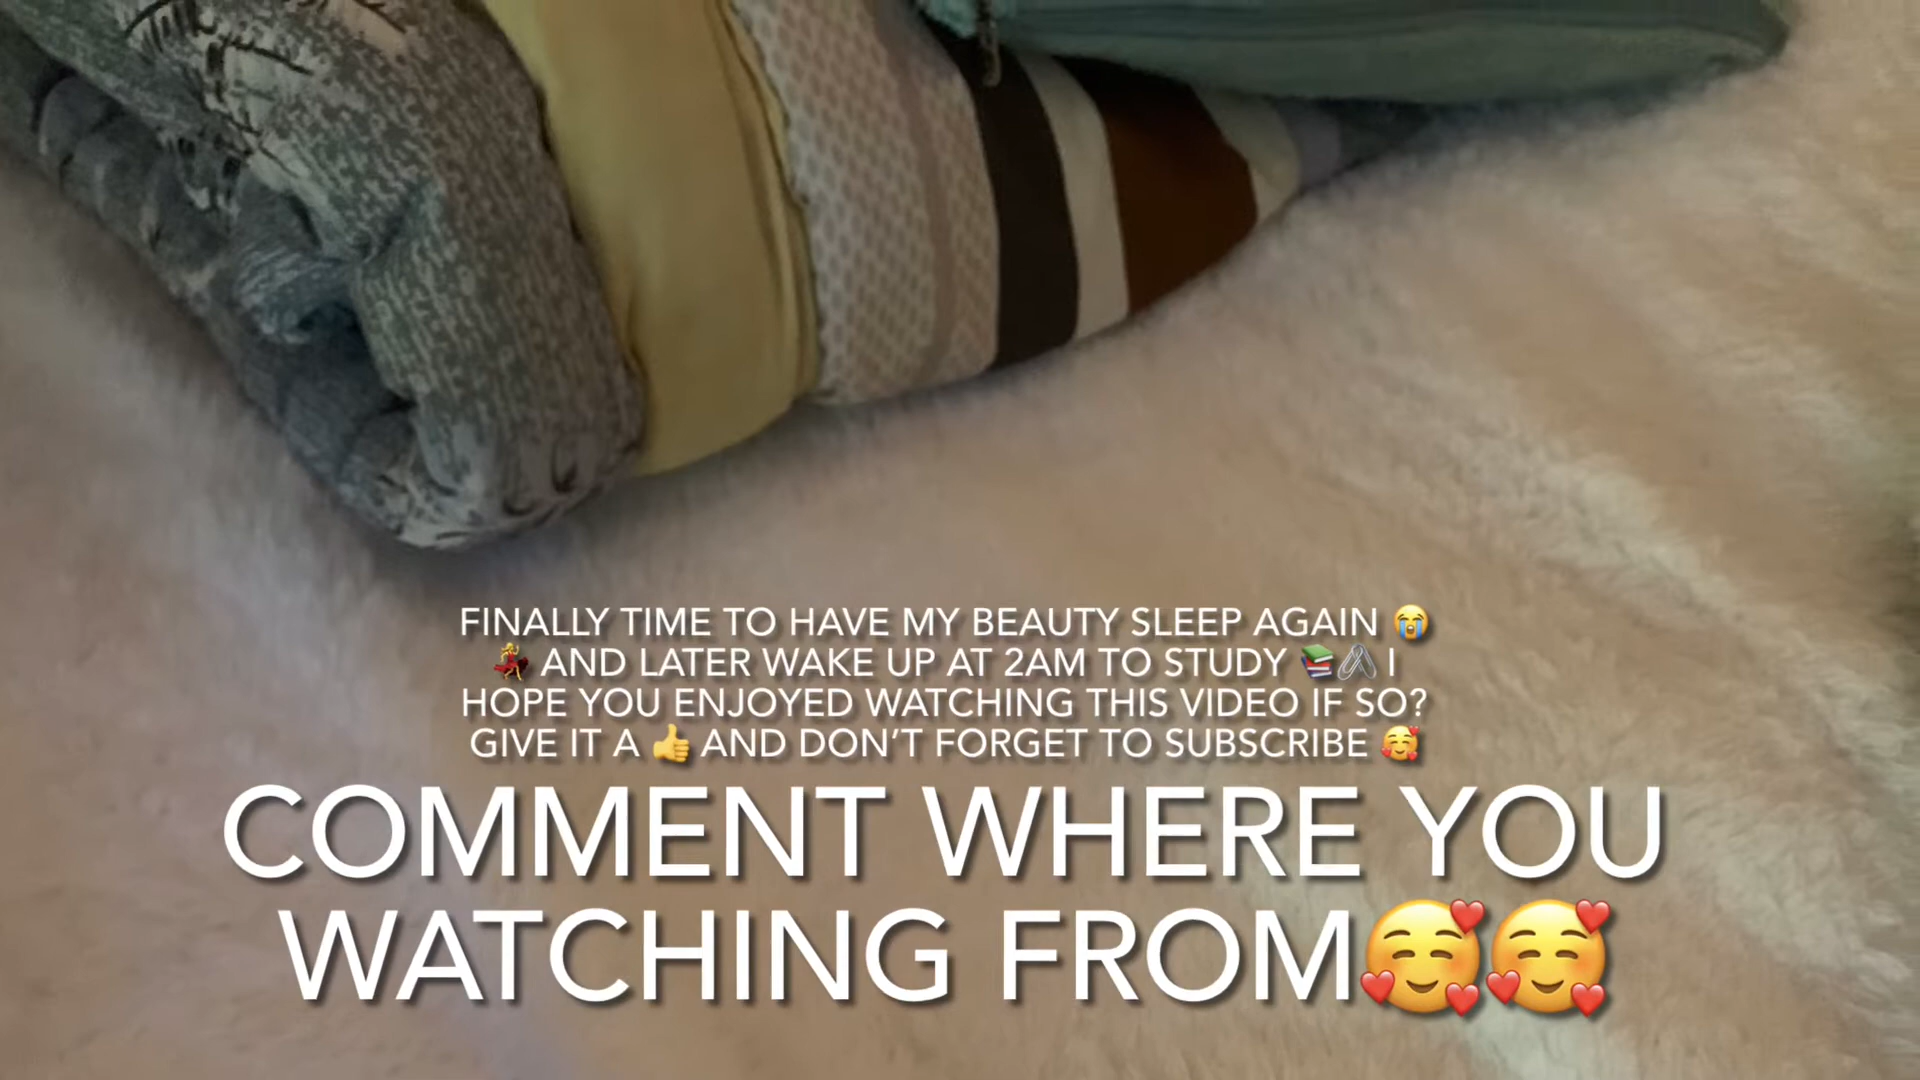 FINALLY TIME TO HAVE MY BEAUTY SLEEP AGAIN 😭
💃 AND LATER WAKE UP AT 2AM TO STUDY 📚🖇️ I
HOPE YOU ENJOYED WATCHING THIS VIDEO IF SO?
GIVE IT A 👍 AND DON’T FORGET TO SUBSCRIBE 🥰
COMMENT WHERE YOU
WATCHING FROM🥰🥰